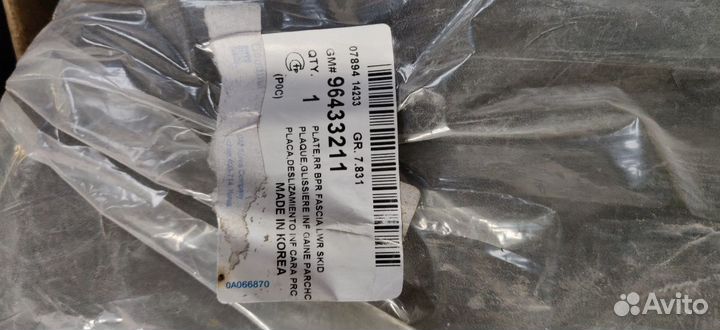 07894 14233 GR. 7.831
GM# 96433211
QTY. 1 PLATE,RR BPR FASCIA LWR SKID
PLAQUE,GLISSIERE INF GAINE PARCHC
(P0C) PLACA,DESLIZAMIENTO INF CARA PRC
MADE IN KOREA
0A066870
Avito